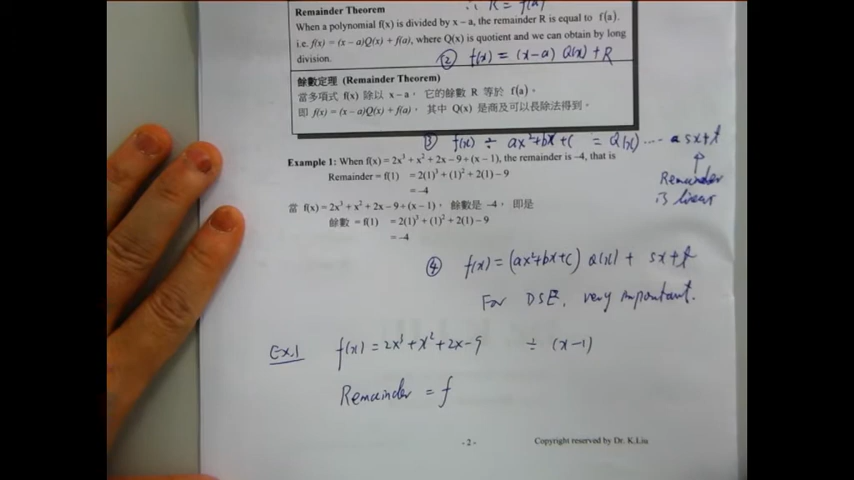 ∴ R = f(a)
Remainder Theorem
When a polynomial f(x) is divided by x – a, the remainder R is equal to f(a).
i.e. f(x) = (x – a)Q(x) + f(a), where Q(x) is quotient and we can obtain by long
division.
② f(x) = (x-a) Q(x) + R
餘數定理 (Remainder Theorem)
當多項式 f(x) 除以 x – a, 它的餘數 R 等於 f(a)。
即 f(x) = (x – a)Q(x) + f(a), 其中 Q(x) 是商及可以長除法得到。
③ f(x) ÷ ax²+bx+c = Q(x) ... sx+t
Remainder
is linear
Example 1: When f(x) = 2x³ + x² + 2x – 9 ÷ (x – 1), the remainder is –4, that is
Remainder = f(1) = 2(1)³ + (1)² + 2(1) – 9
= –4
當 f(x) = 2x³ + x² + 2x – 9 ÷ (x – 1), 餘數是 –4, 即是
餘數 = f(1) = 2(1)³ + (1)² + 2(1) – 9
= –4
④ f(x) = (ax²+bx+c) Q(x) + sx+t
For DSE, very important.
Ex.1 f(x) = 2x³ + x² + 2x - 9 ÷ (x-1)
Remainder = f
- 2 -
Copyright reserved by Dr. K.Liu